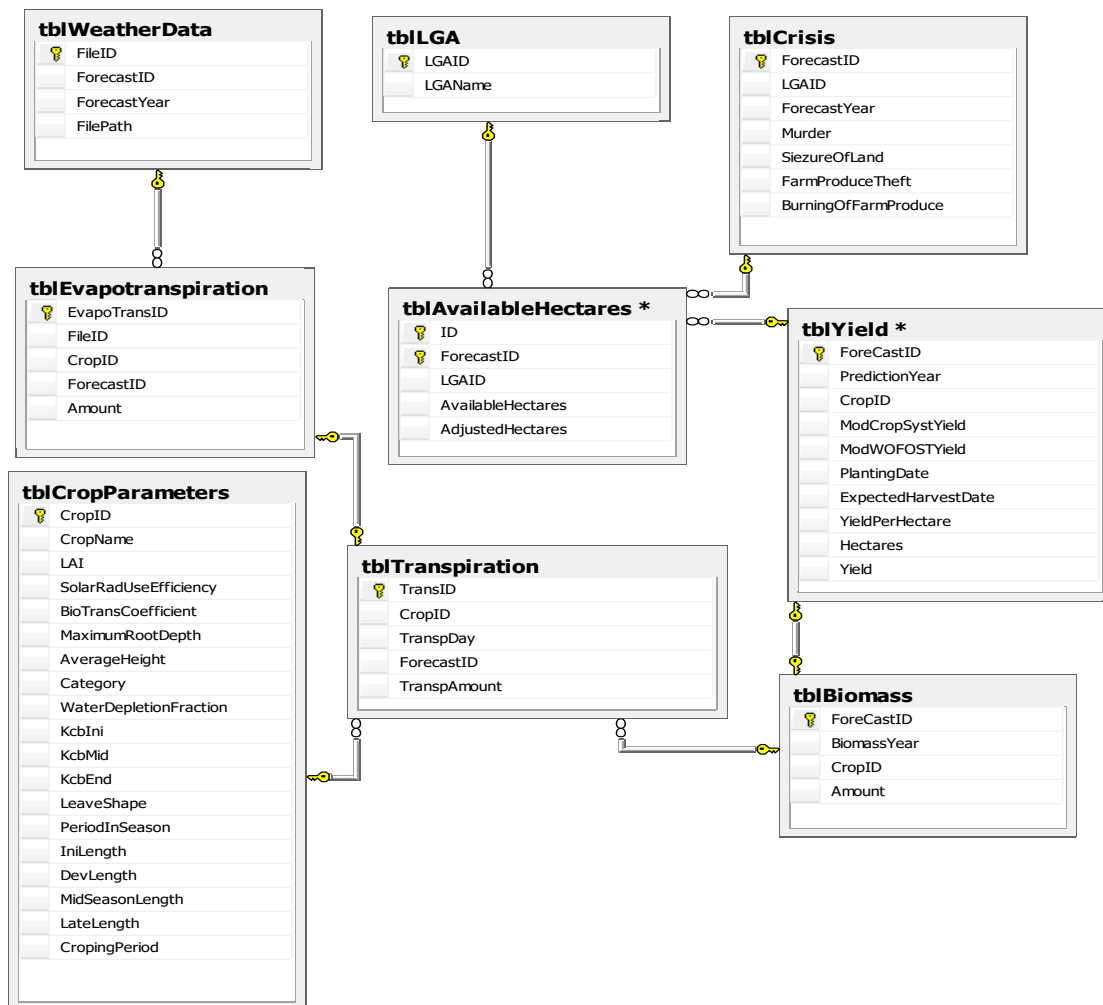 tblWeatherData
FileID
ForecastID
ForecastYear
FilePath
tblLGA
LGAID
LGAName
tblCrisis
ForecastID
LGAID
ForecastYear
Murder
SiezureOfLand
FarmProduceTheft
BurningOfFarmProduce
tblEvapotranspiration
EvapoTransID
FileID
CropID
ForecastID
Amount
tblAvailableHectares *
ID
ForecastID
LGAID
AvailableHectares
AdjustedHectares
tblYield *
ForeCastID
PredictionYear
CropID
ModCropSystYield
ModWOFOSTYield
PlantingDate
ExpectedHarvestDate
YieldPerHectare
Hectares
Yield
tblCropParameters
CropID
CropName
LAI
SolarRadUseEfficiency
BioTransCoefficient
MaximumRootDepth
AverageHeight
Category
WaterDepletionFraction
KcbIni
KcbMid
KcbEnd
LeaveShape
PeriodInSeason
IniLength
DevLength
MidSeasonLength
LateLength
CropingPeriod
tblTranspiration
TransID
CropID
TranspDay
ForecastID
TranspAmount
tblBiomass
ForeCastID
BiomassYear
CropID
Amount